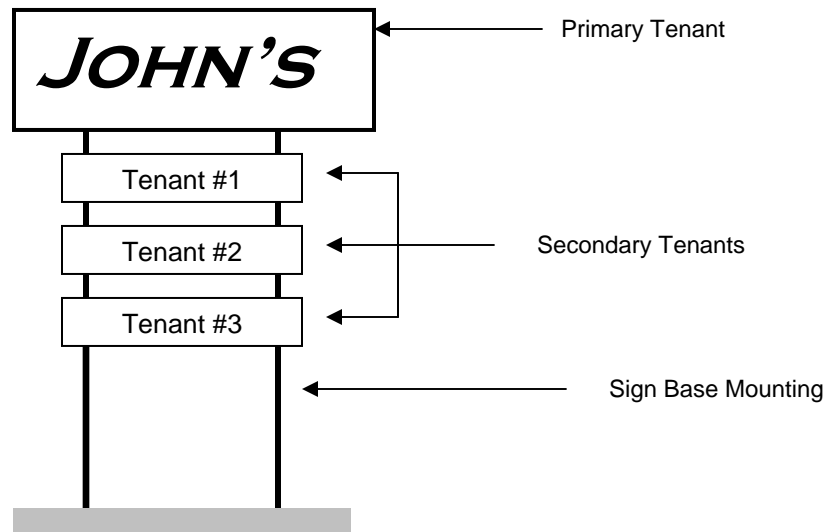 Primary Tenant
JOHN'S
Tenant #1
Tenant #2
Secondary Tenants
Tenant #3
Sign Base Mounting